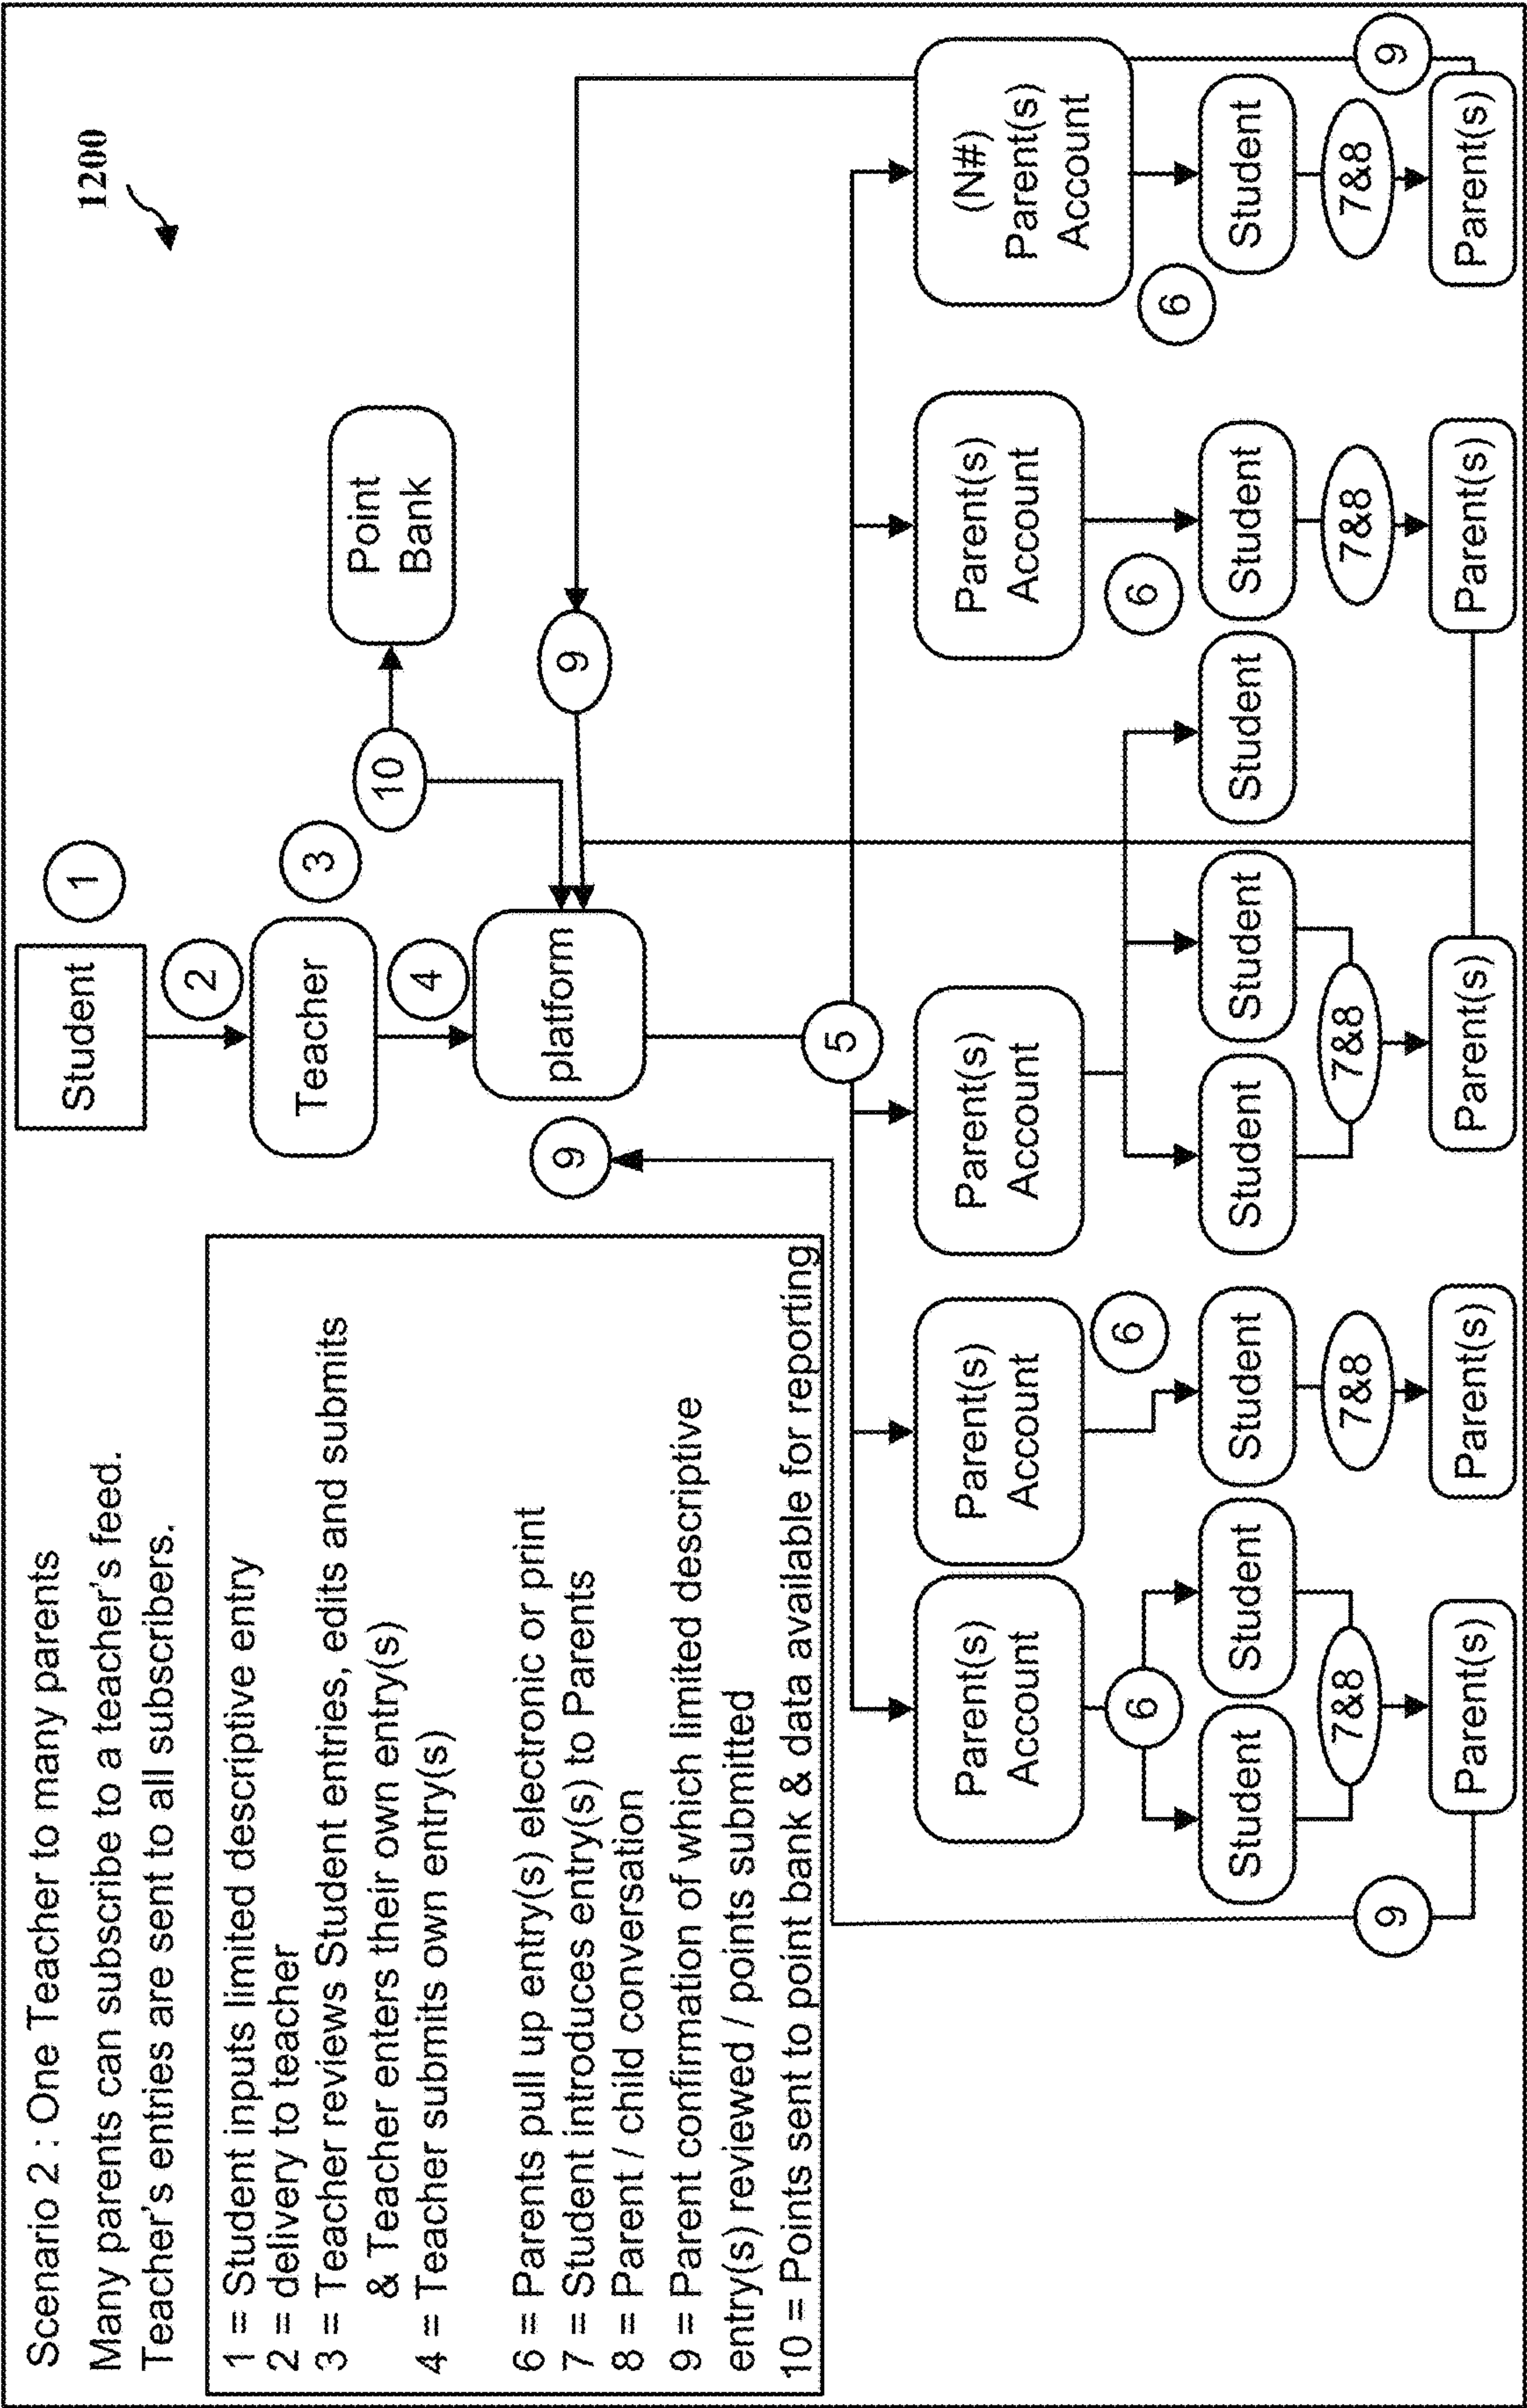 Scenario 2 : One Teacher to many parents
Many parents can subscribe to a teacher's feed.
Teacher's entries are sent to all subscribers.
1200
1 = Student inputs limited descriptive entry
2 = delivery to teacher
3 = Teacher reviews Student entries, edits and submits
& Teacher enters their own entry(s)
4 = Teacher submits own entry(s)
6 = Parents pull up entry(s) electronic or print
7 = Student introduces entry(s) to Parents
8 = Parent / child conversation
9 = Parent confirmation of which limited descriptive
entry(s) reviewed / points submitted
10 = Points sent to point bank & data available for reporting
Student
1
2
Teacher
3
4
10
Point
Bank
platform
9
9
5
Parent(s)
Account
Parent(s)
Account
Parent(s)
Account
Parent(s)
Account
(N#)
Parent(s)
Account
6
6
6
6
Student
Student
Student
Student
Student
Student
Student
Student
7&8
7&8
7&8
7&8
7&8
9
9
Parent(s)
Parent(s)
Parent(s)
Parent(s)
Parent(s)